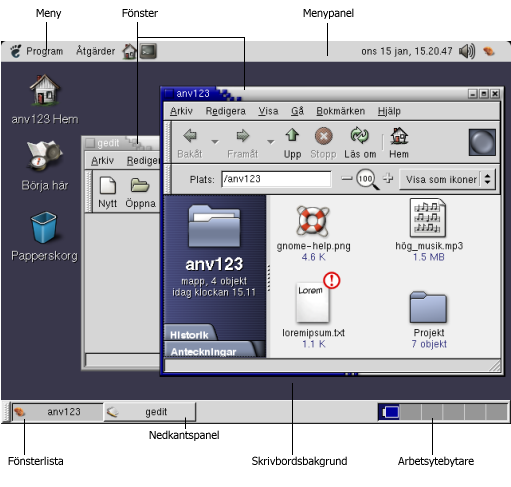 Meny Fönster Menypanel
Program Åtgärder ons 15 jan, 15.20.47
anv123 Hem
Börja här
Papperskorg
gedit
Arkiv Rediger
Nytt Öppna
anv123
Arkiv Redigera Visa Gå Bokmärken Hjälp
Bakåt Framåt Upp Stopp Läs om Hem
Plats: /anv123 100 Visa som ikoner
anv123
mapp, 4 objekt
idag klockan 15.11
Historik
Anteckningar
gnome-help.png
4.6 K
hög_musik.mp3
1.5 MB
Lorem
loremipsum.txt
1.1 K
Projekt
7 objekt
anv123 gedit
Nedkantspanel
Fönsterlista Skrivbordsbakgrund Arbetsytebytare